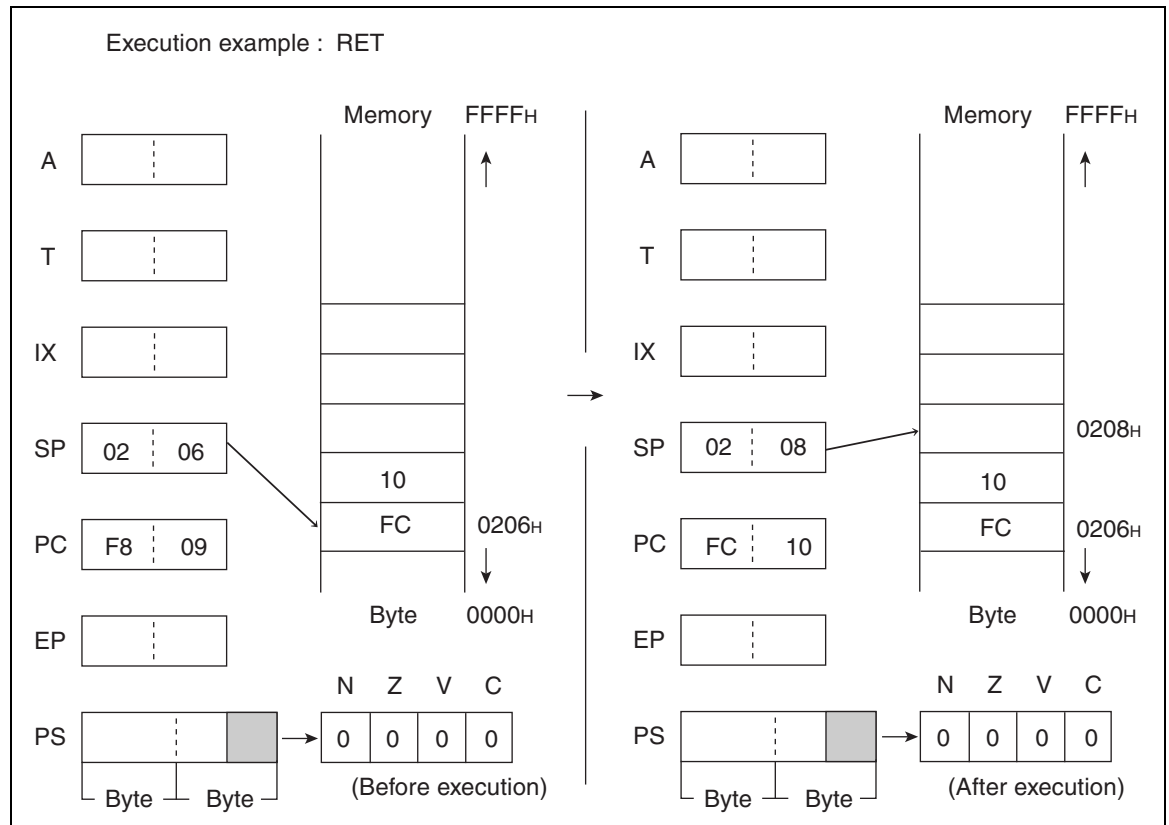 Execution example : RET
Memory FFFFH
A
T
IX
SP 02 06
10
FC 0206H
PC F8 09
Byte 0000H
EP
N Z V C
PS 0 0 0 0
(Before execution)
Byte Byte
Memory FFFFH
A
T
IX
0208H
SP 02 08
10
FC 0206H
PC FC 10
Byte 0000H
EP
N Z V C
PS 0 0 0 0
(After execution)
Byte Byte